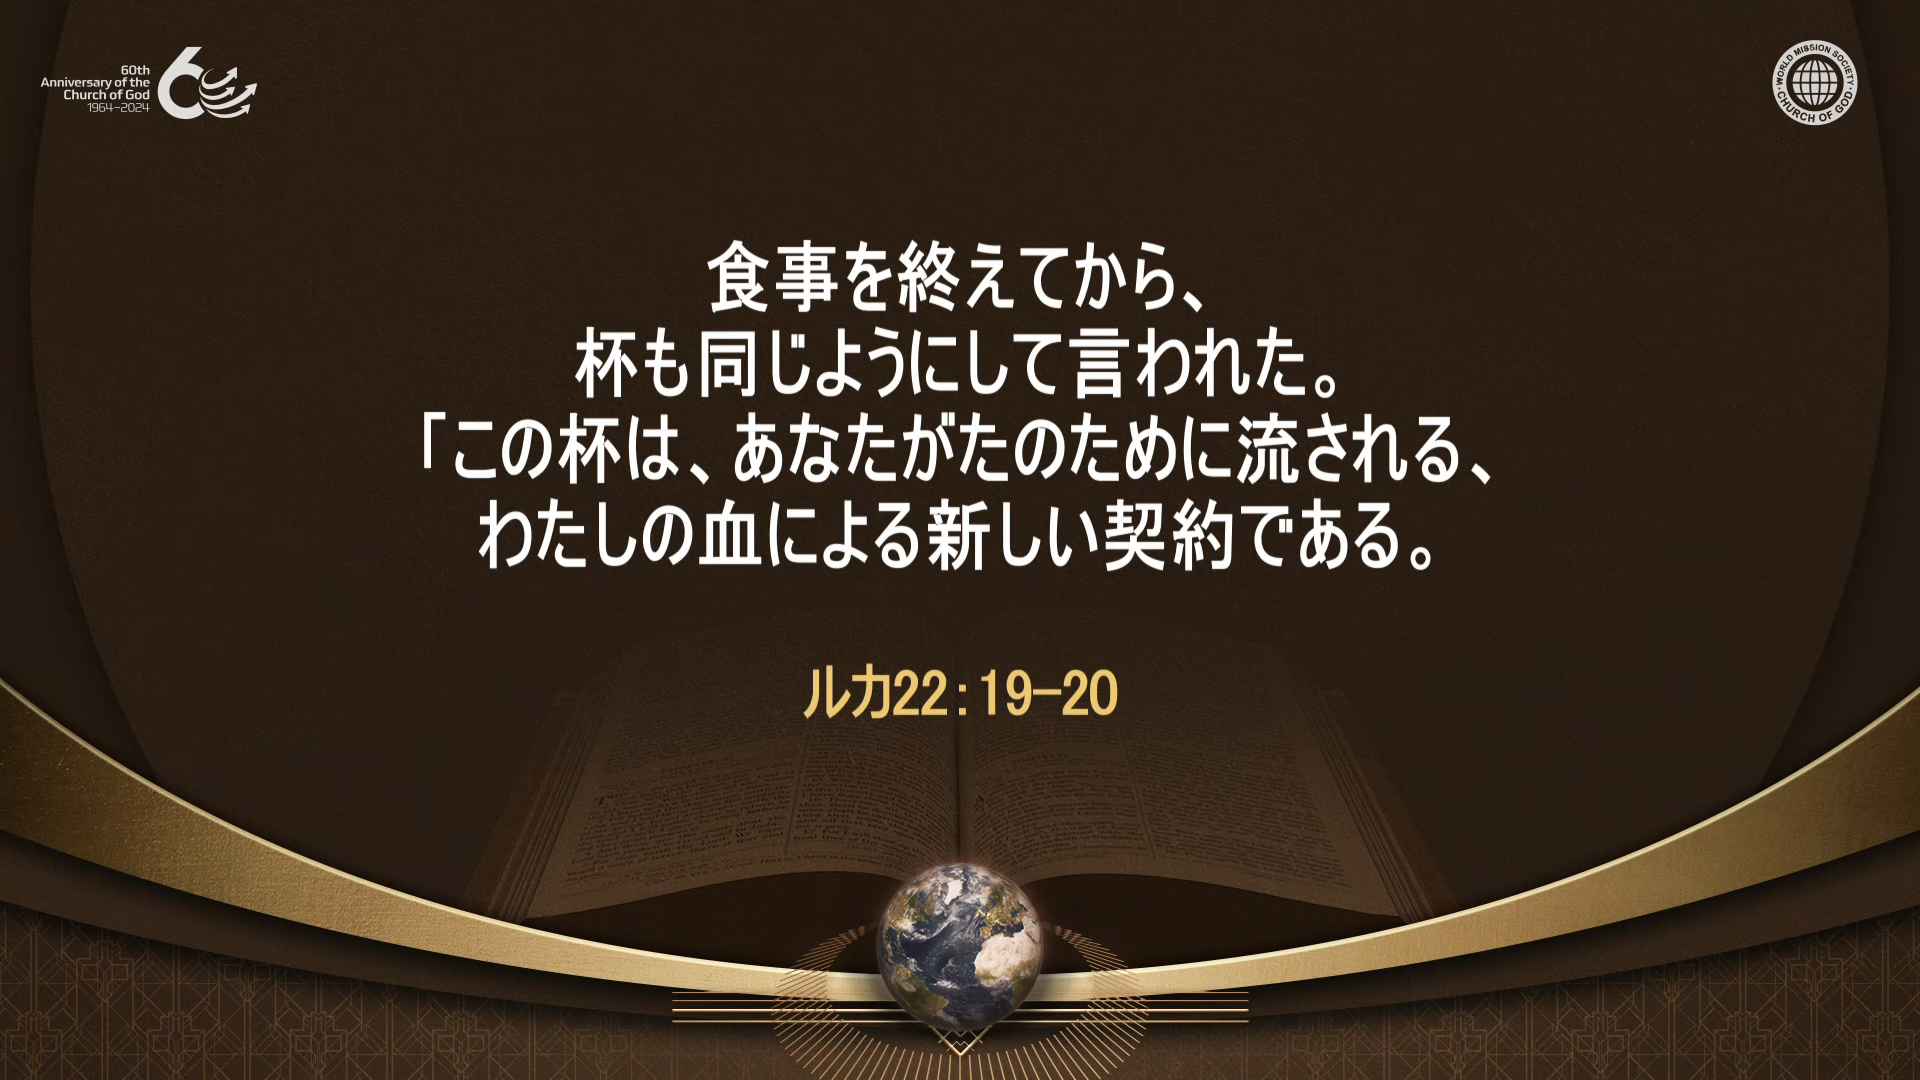 60th
Anniversary of the
Church of God
1964–2024
WORLD MISSION SOCIETY
CHURCH OF GOD
食事を終えてから、
杯も同じようにして言われた。
「この杯は、あなたがたのために流される、
わたしの血による新しい契約である。
ルカ22：19−20